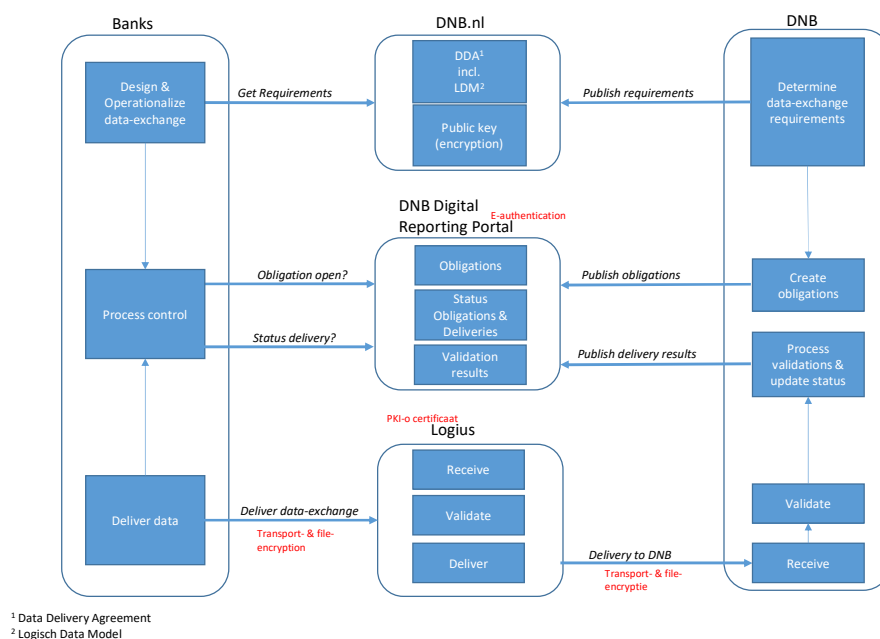 Banks
DNB.nl
DNB
Design &
Operationalize
data-exchange
Get Requirements
DDA¹
incl.
LDM²
Public key
(encryption)
Publish requirements
Determine
data-exchange
requirements
DNB Digital
Reporting Portal
E-authentication
Process control
Obligation open?
Status delivery?
Obligations
Status
Obligations &
Deliveries
Validation
results
Publish obligations
Publish delivery results
Create
obligations
Process
validations &
update status
PKI-o certificaat
Logius
Deliver data
Deliver data-exchange
Transport- & file-
encryption
Receive
Validate
Deliver
Delivery to DNB
Transport- & file-
encryptie
Validate
Receive
¹ Data Delivery Agreement
² Logisch Data Model